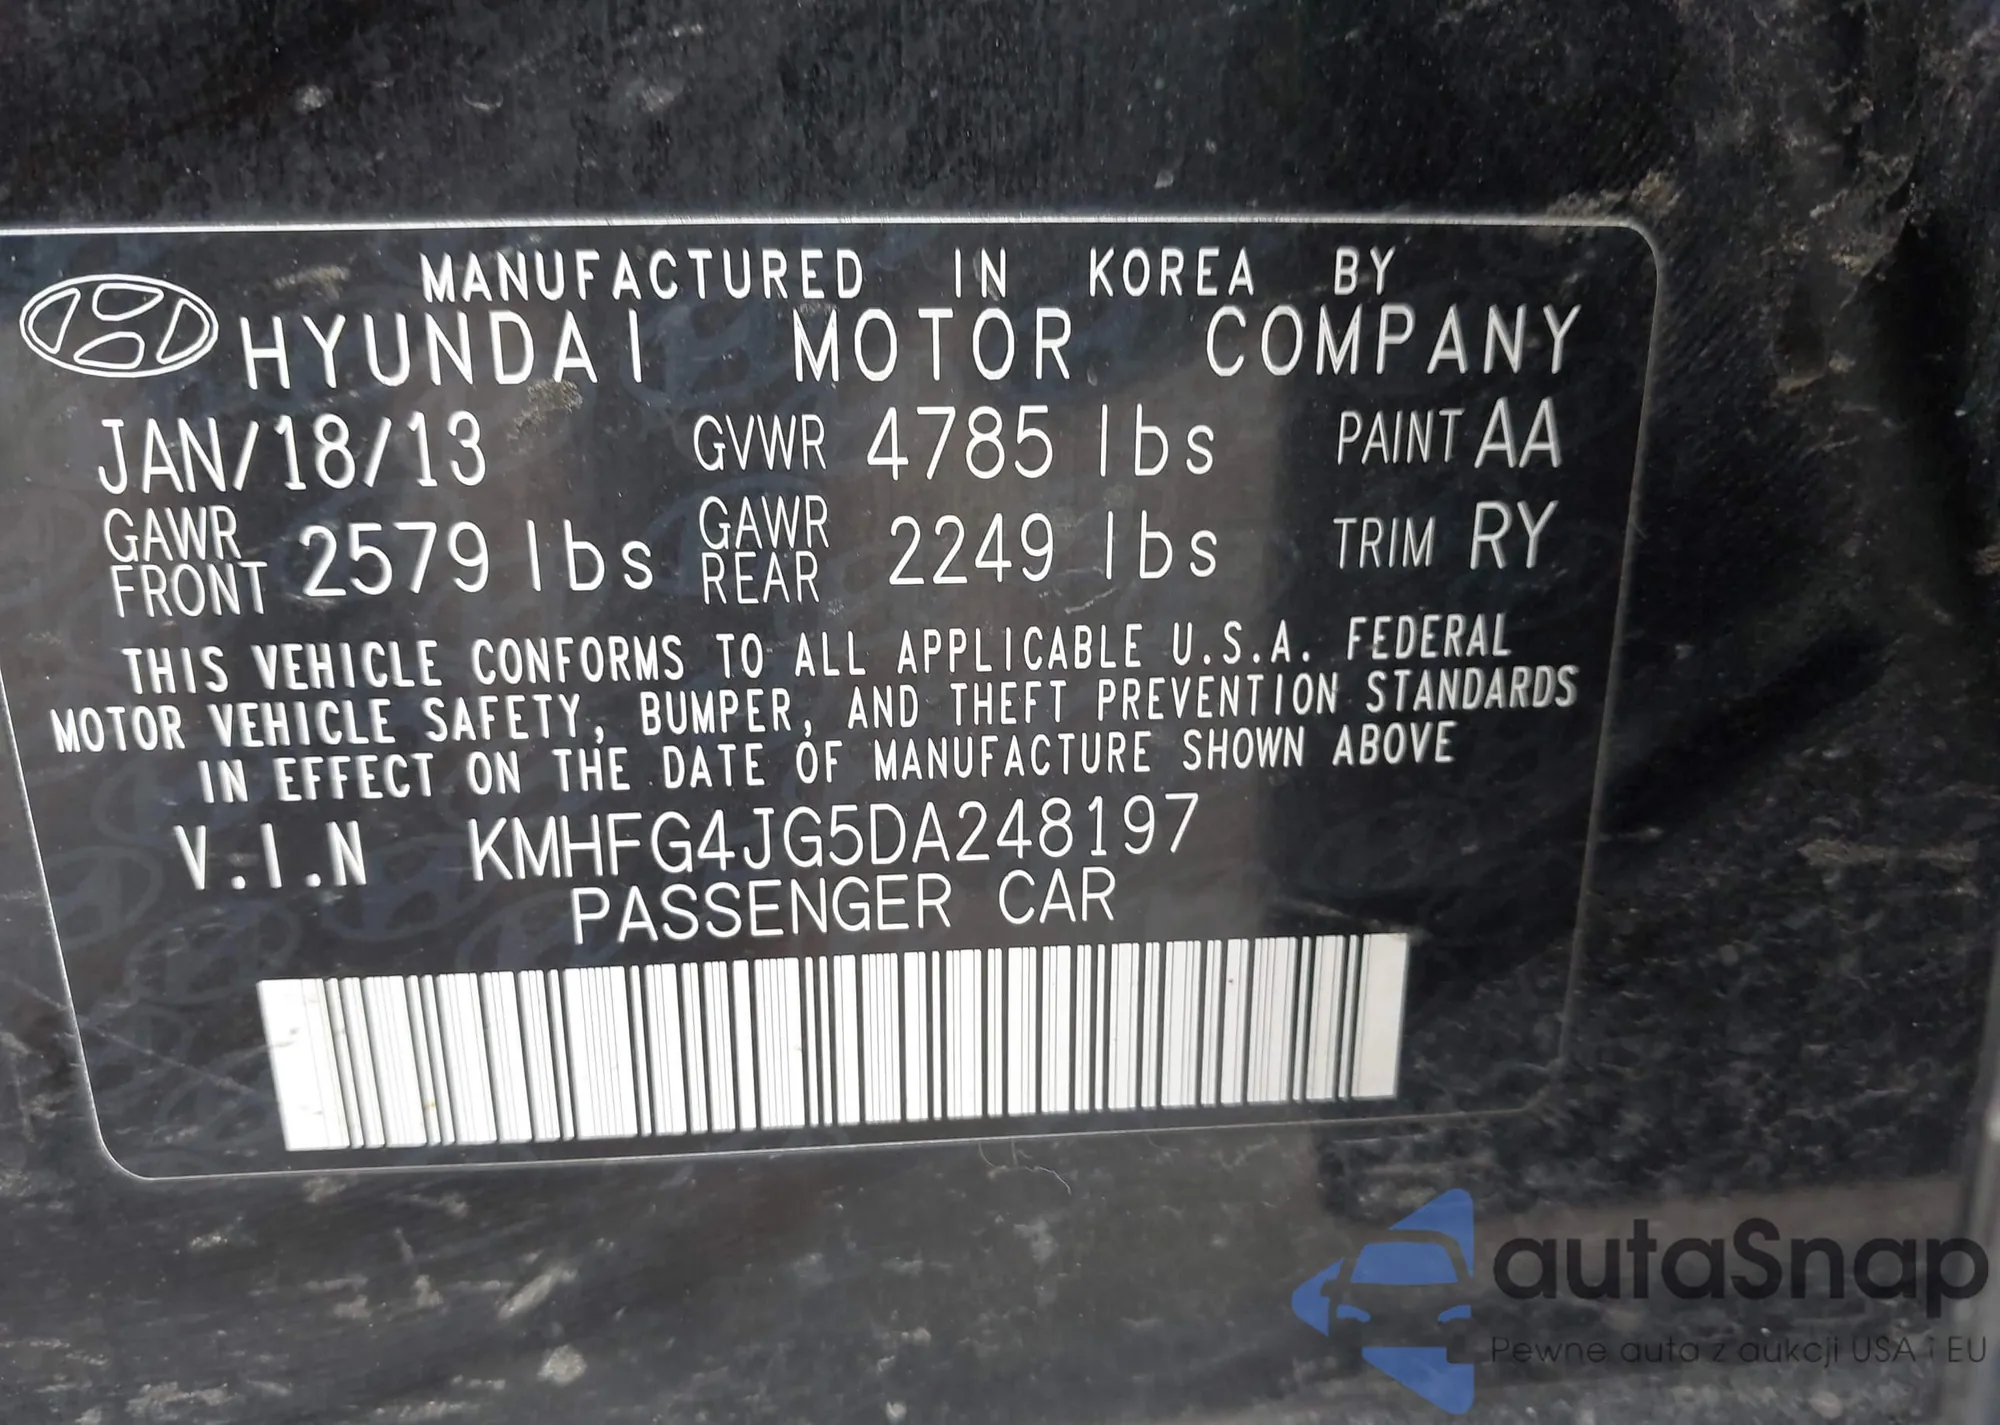 MANUFACTURED IN KOREA BY
HYUNDAI MOTOR COMPANY
JAN/18/13 GVWR 4785 lbs PAINT AA
GAWR FRONT 2579 lbs GAWR REAR 2249 lbs TRIM RY
THIS VEHICLE CONFORMS TO ALL APPLICABLE U.S.A. FEDERAL
MOTOR VEHICLE SAFETY, BUMPER, AND THEFT PREVENTION STANDARDS
IN EFFECT ON THE DATE OF MANUFACTURE SHOWN ABOVE
V.I.N KMHFG4JG5DA248197
PASSENGER CAR
autaSnap
Pewne auta z aukcji USA i EU